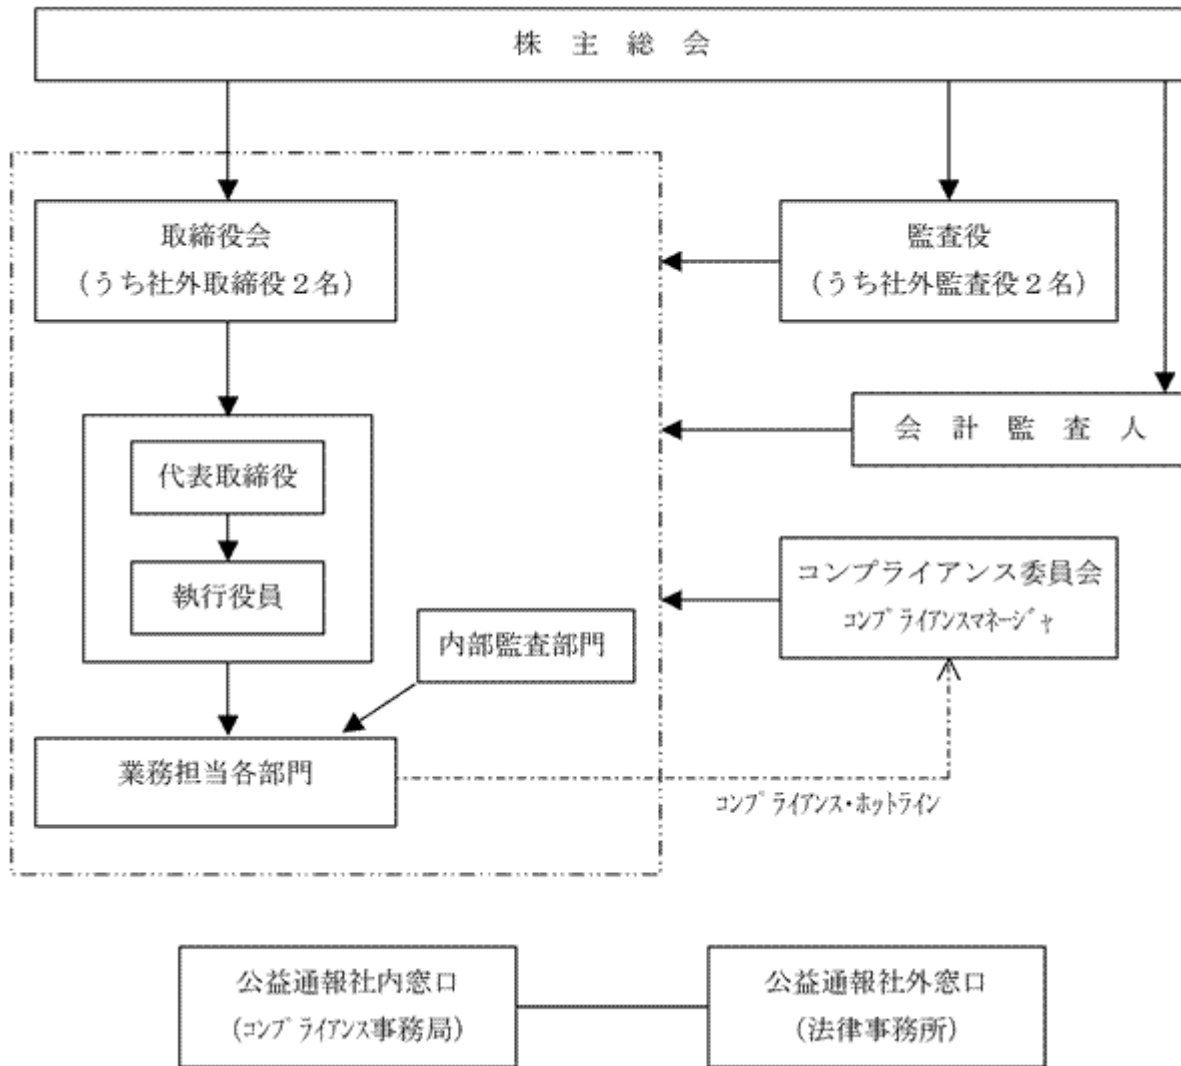 株主総会
取締役会
(うち社外取締役2名)
監査役
(うち社外監査役2名)
会計監査人
代表取締役
執行役員
コンプライアンス委員会
コンプライアンスマネージャ
内部監査部門
業務担当各部門
コンプライアンス・ホットライン
公益通報社内窓口
(コンプライアンス事務局)
公益通報社外窓口
(法律事務所)